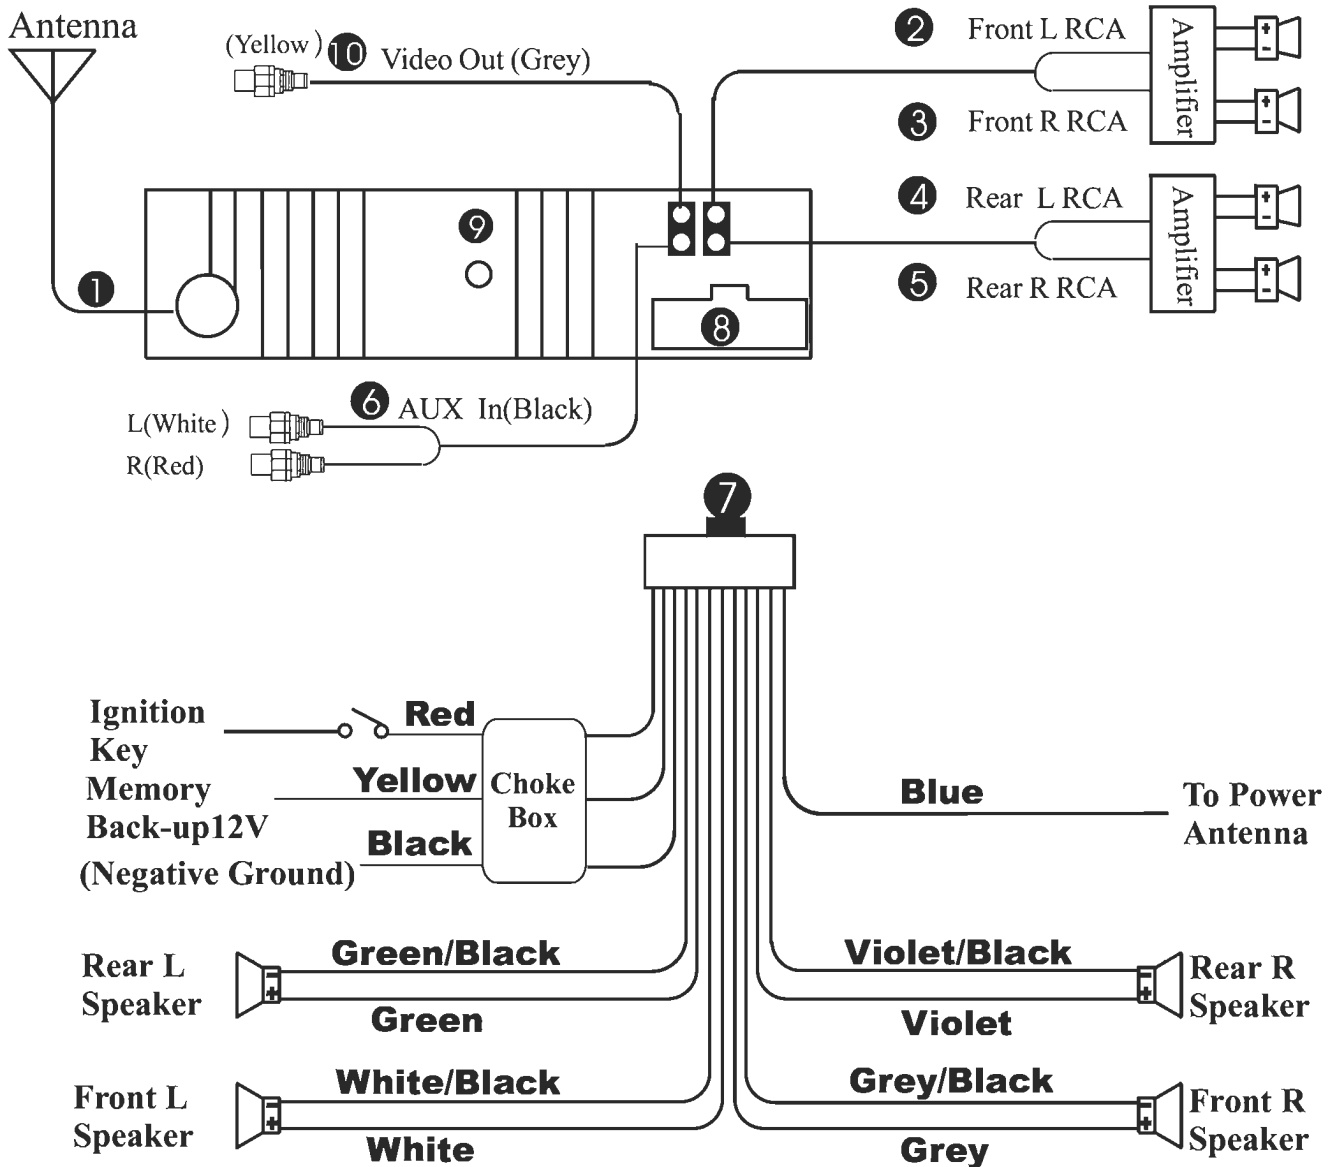 Antenna
(Yellow)
10
Video Out (Grey)
2
Front L RCA
Amplifier
+
-
3
Front R RCA
+
-
4
Rear L RCA
Amplifier
+
-
5
Rear R RCA
+
-
9
1
8
6
AUX In(Black)
L(White)
R(Red)
7
Ignition
Key
Red
Memory
Back-up12V
Yellow
Choke
Box
Black
(Negative Ground)
Blue
To Power
Antenna
Rear L
Speaker
-
+
Green/Black
Green
Violet/Black
Violet
-
+
Rear R
Speaker
Front L
Speaker
-
+
White/Black
White
Grey/Black
Grey
-
+
Front R
Speaker